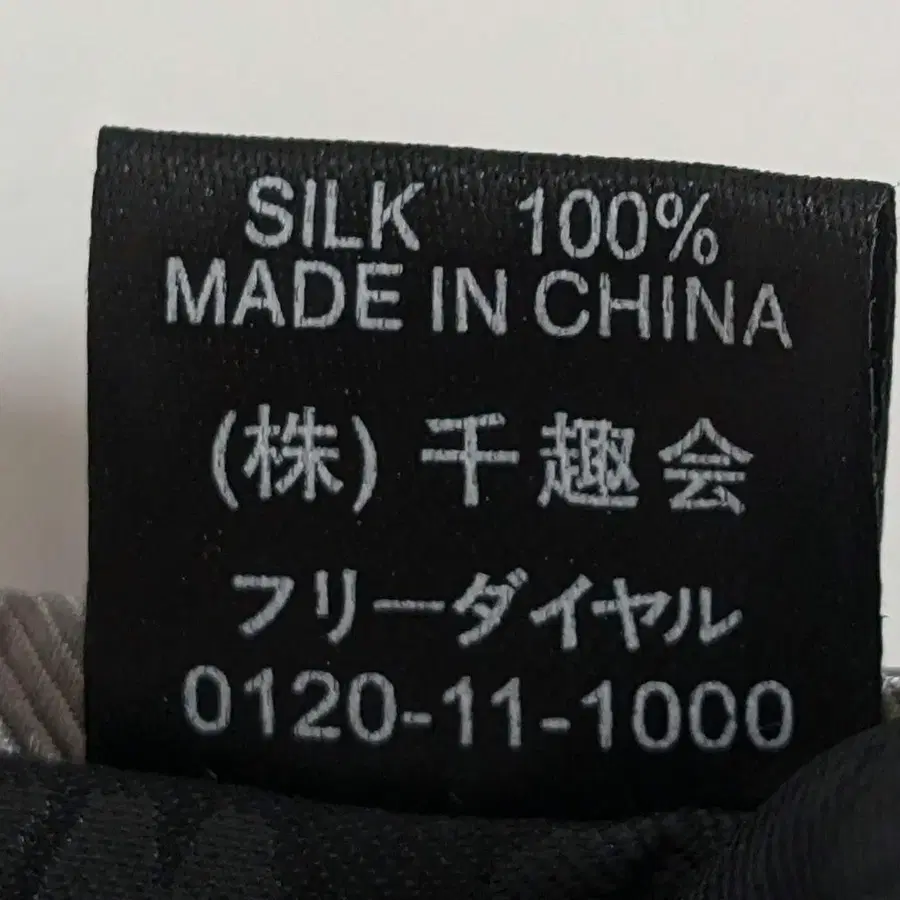 SILK 100%
MADE IN CHINA
(株)千趣会
フリーダイヤル
0120-11-1000